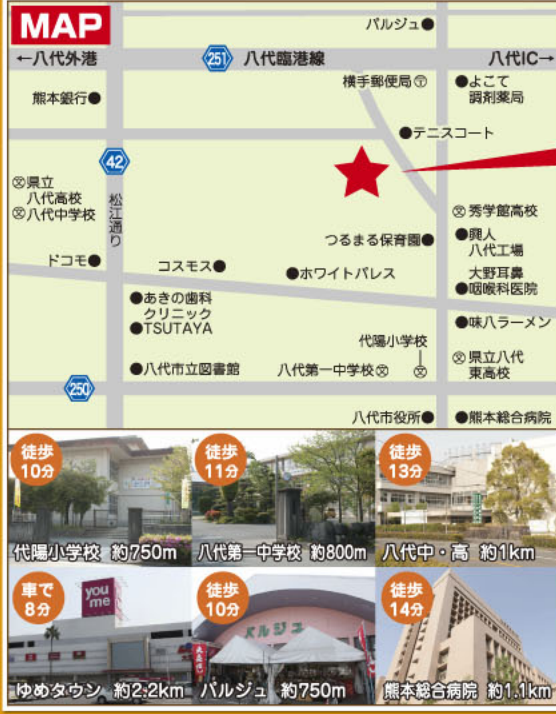 MAP
パルジュ●
←八代外港
251
八代臨港線
八代IC→
熊本銀行●
横手郵便局〶
●よこて
調剤薬局
●テニスコート
42
松江通り
県立
八代高校
八代中学校
秀学館高校
つるまる保育園●
●興人
八代工場
ドコモ●
コスモス●
●ホワイトパレス
大野耳鼻
●咽喉科医院
●あきの歯科
クリニック
●TSUTAYA
●味八ラーメン
代陽小学校
●八代市立図書館
八代第一中学校
県立八代
東高校
250
八代市役所●
●熊本総合病院
徒歩
10分
代陽小学校 約750m
徒歩
11分
八代第一中学校 約800m
徒歩
13分
八代中・高 約1km
車で
8分
you
me
ゆめタウン 約2.2km
徒歩
10分
パルジュ
パルジュ 約750m
徒歩
14分
熊本総合病院 約1.1km